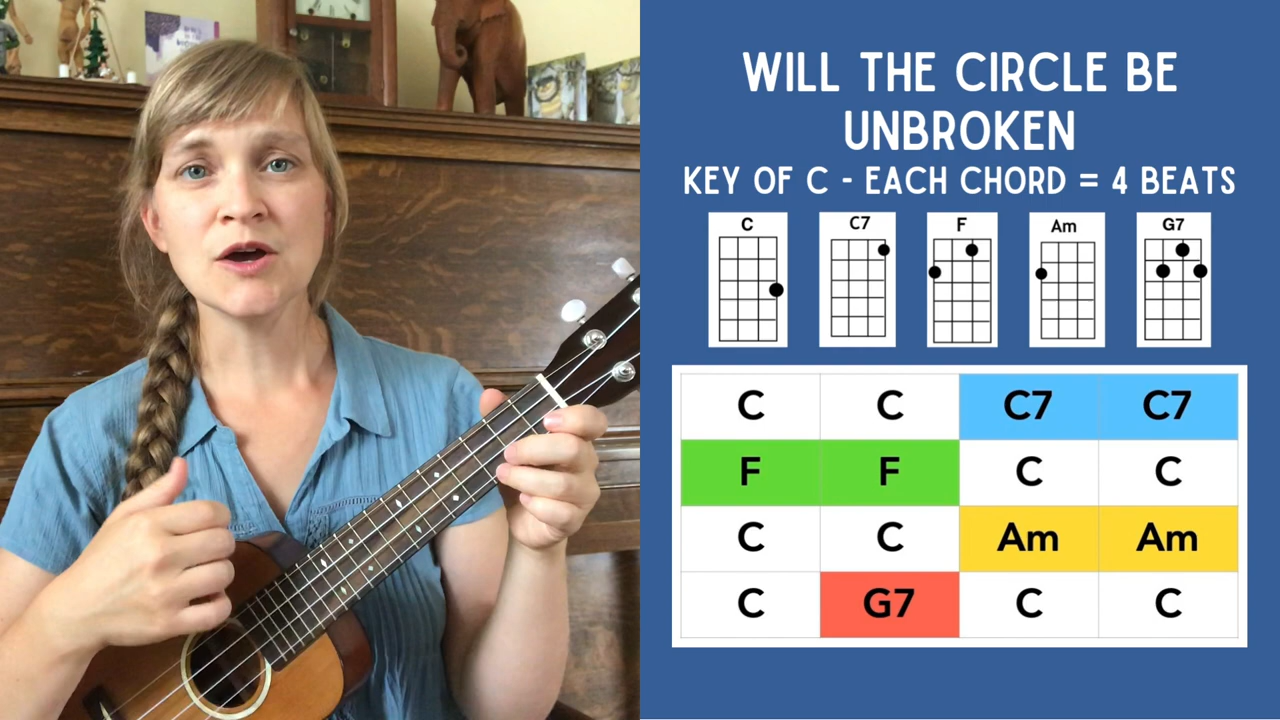 WILL THE CIRCLE BE
UNBROKEN
KEY OF C - EACH CHORD = 4 BEATS
C C7 F Am G7
C C C7 C7
F F C C
C C Am Am
C G7 C C